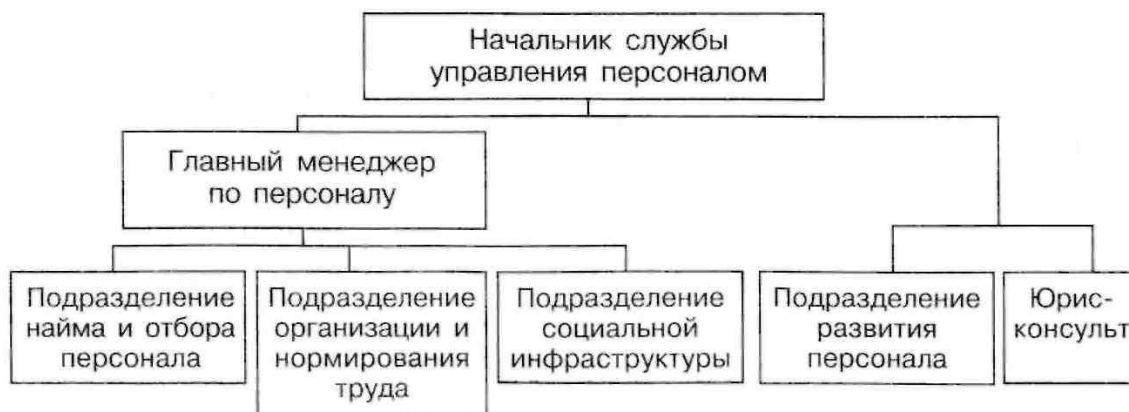 Начальник службы
управления персоналом
Главный менеджер
по персоналу
Подразделение
найма и отбора
персонала
Подразделение
организации и
нормирования
труда
Подразделение
социальной
инфраструктуры
Подразделение
развития
персонала
Юрис-
консульт